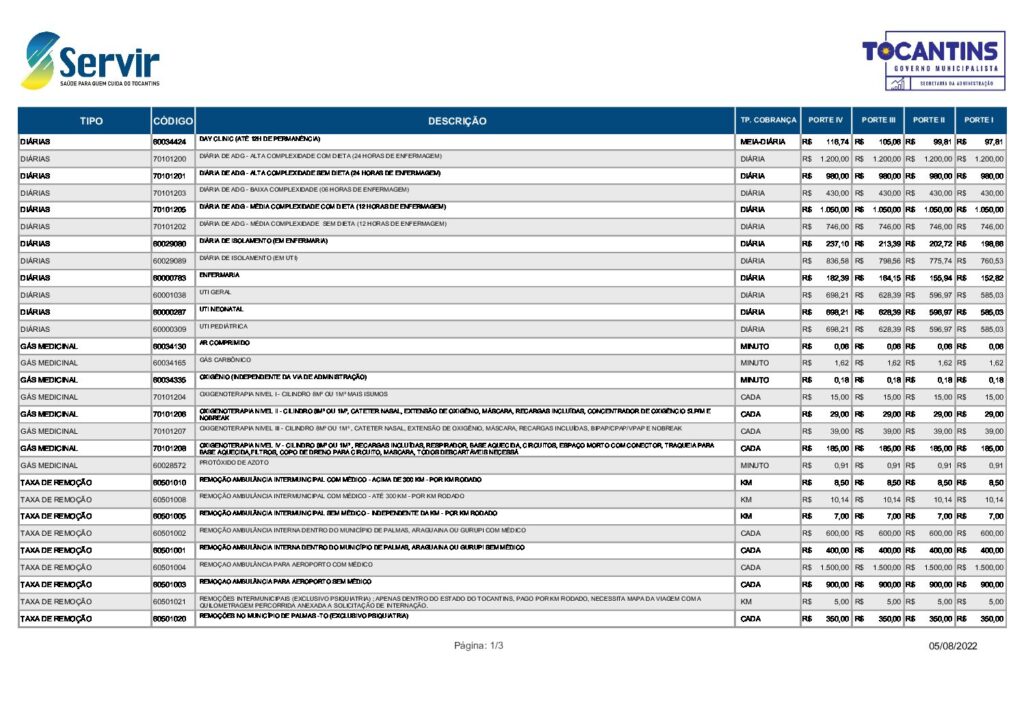 Servir
SAÚDE PARA QUEM CUIDA DO TOCANTINS
TOCANTINS
GOVERNO MUNICIPALISTA
SECRETARIA DA ADMINISTRAÇÃO
TIPO CÓDIGO DESCRIÇÃO TP. COBRANÇA PORTE IV PORTE III PORTE II PORTE I
DIÁRIAS 60034424 DAY CLINIC (ATÉ 12H DE PERMANÊNCIA) MEIA-DIÁRIA R$ 116,74 R$ 105,06 R$ 99,81 R$ 97,81
DIÁRIAS 70101200 DIÁRIA DE ADG - ALTA COMPLEXIDADE COM DIETA (24 HORAS DE ENFERMAGEM) DIÁRIA R$ 1.200,00 R$ 1.200,00 R$ 1.200,00 R$ 1.200,00
DIÁRIAS 70101201 DIÁRIA DE ADG - ALTA COMPLEXIDADE SEM DIETA (24 HORAS DE ENFERMAGEM) DIÁRIA R$ 980,00 R$ 980,00 R$ 980,00 R$ 980,00
DIÁRIAS 70101203 DIÁRIA DE ADG - BAIXA COMPLEXIDADE (06 HORAS DE ENFERMAGEM) DIÁRIA R$ 430,00 R$ 430,00 R$ 430,00 R$ 430,00
DIÁRIAS 70101205 DIÁRIA DE ADG - MÉDIA COMPLEXIDADE COM DIETA (12 HORAS DE ENFERMAGEM) DIÁRIA R$ 1.050,00 R$ 1.050,00 R$ 1.050,00 R$ 1.050,00
DIÁRIAS 70101202 DIÁRIA DE ADG - MÉDIA COMPLEXIDADE SEM DIETA (12 HORAS DE ENFERMAGEM) DIÁRIA R$ 746,00 R$ 746,00 R$ 746,00 R$ 746,00
DIÁRIAS 60029080 DIÁRIA DE ISOLAMENTO (EM ENFERMARIA) DIÁRIA R$ 237,10 R$ 213,39 R$ 202,72 R$ 198,66
DIÁRIAS 60029089 DIÁRIA DE ISOLAMENTO (EM UTI) DIÁRIA R$ 836,58 R$ 798,56 R$ 775,74 R$ 760,53
DIÁRIAS 60000783 ENFERMARIA DIÁRIA R$ 182,39 R$ 164,15 R$ 155,94 R$ 152,82
DIÁRIAS 60001038 UTI GERAL DIÁRIA R$ 698,21 R$ 628,39 R$ 596,97 R$ 585,03
DIÁRIAS 60000287 UTI NEONATAL DIÁRIA R$ 698,21 R$ 628,39 R$ 596,97 R$ 585,03
DIÁRIAS 60000309 UTI PEDIÁTRICA DIÁRIA R$ 698,21 R$ 628,39 R$ 596,97 R$ 585,03
GÁS MEDICINAL 60034130 AR COMPRIMIDO MINUTO R$ 0,06 R$ 0,06 R$ 0,06 R$ 0,06
GÁS MEDICINAL 60034165 GÁS CARBÔNICO MINUTO R$ 1,62 R$ 1,62 R$ 1,62 R$ 1,62
GÁS MEDICINAL 60034335 OXIGÊNIO (INDEPENDENTE DA VIA DE ADMINISTRAÇÃO) MINUTO R$ 0,18 R$ 0,18 R$ 0,18 R$ 0,18
GÁS MEDICINAL 70101204 OXIGENOTERAPIA NIVEL I - CILINDRO 8M³ OU 1M³ MAIS ISUMOS CADA R$ 15,00 R$ 15,00 R$ 15,00 R$ 15,00
GÁS MEDICINAL 70101206 OXIGENOTERAPIA NIVEL II - CILINDRO 8M³ OU 1M³, CATETER NASAL, EXTENSÃO DE OXIGÊNIO, MÁSCARA, RECARGAS INCLUÍDAS, CONCENTRADOR DE OXIGÊNCIO 5LPM E CADA R$ 29,00 R$ 29,00 R$ 29,00 R$ 29,00
NOBREAK
GÁS MEDICINAL 70101207 OXIGENOTERAPIA NIVEL III - CILINDRO 8M³ OU 1M³ , CATETER NASAL, EXTENSÃO DE OXIGÊNIO, MÁSCARA, RECARGAS INCLUÍDAS, BIPAP/CPAP/IVPAP E NOBREAK CADA R$ 39,00 R$ 39,00 R$ 39,00 R$ 39,00
GÁS MEDICINAL 70101208 OXIGENOTERAPIA NIVEL IV - CILINDRO 8M³ OU 1M³ , RECARGAS INCLUÍDAS, RESPIRADOR, BASE AQUECIDA, CIRCUITOS, ESPAÇO MORTO COM CONECTOR, TRAQUEIA PARA CADA R$ 185,00 R$ 185,00 R$ 185,00 R$ 185,00
BASE AQUECIDA,FILTROS, COPO DE DRENO PARA CIRCUITO, MASCARA, TODOS DESCARTÁVEIS NECESSÁ
GÁS MEDICINAL 60028572 PROTÓXIDO DE AZOTO MINUTO R$ 0,91 R$ 0,91 R$ 0,91 R$ 0,91
TAXA DE REMOÇÃO 60501010 REMOÇÃO AMBULÂNCIA INTERMUNICIPAL COM MÉDICO - ACIMA DE 300 KM - POR KM RODADO KM R$ 8,50 R$ 8,50 R$ 8,50 R$ 8,50
TAXA DE REMOÇÃO 60501008 REMOÇÃO AMBULÂNCIA INTERMUNICIPAL COM MÉDICO - ATÉ 300 KM - POR KM RODADO KM R$ 10,14 R$ 10,14 R$ 10,14 R$ 10,14
TAXA DE REMOÇÃO 60501005 REMOÇÃO AMBULÂNCIA INTERMUNICIPAL SEM MÉDICO - INDEPENDENTE DA KM - POR KM RODADO KM R$ 7,00 R$ 7,00 R$ 7,00 R$ 7,00
TAXA DE REMOÇÃO 60501002 REMOÇÃO AMBULÂNCIA INTERNA DENTRO DO MUNICÍPIO DE PALMAS, ARAGUAINA OU GURUPI COM MÉDICO CADA R$ 600,00 R$ 600,00 R$ 600,00 R$ 600,00
TAXA DE REMOÇÃO 60501001 REMOÇÃO AMBULÂNCIA INTERNA DENTRO DO MUNICÍPIO DE PALMAS, ARAGUAINA OU GURUPI SEM MÉDICO CADA R$ 400,00 R$ 400,00 R$ 400,00 R$ 400,00
TAXA DE REMOÇÃO 60501004 REMOÇAO AMBULÂNCIA PARA AEROPORTO COM MÉDICO CADA R$ 1.500,00 R$ 1.500,00 R$ 1.500,00 R$ 1.500,00
TAXA DE REMOÇÃO 60501003 REMOÇAO AMBULÂNCIA PARA AEROPORTO SEM MÉDICO CADA R$ 900,00 R$ 900,00 R$ 900,00 R$ 900,00
TAXA DE REMOÇÃO 60501021 REMOÇÕES INTERMUNICIPAIS (EXCLUSIVO PSIQUIATRIA) ; APENAS DENTRO DO ESTADO DO TOCANTINS, PAGO POR KM RODADO, NECESSITA MAPA DA VIAGEM COM A KM R$ 5,00 R$ 5,00 R$ 5,00 R$ 5,00
QUILOMETRAGEM PERCORRIDA ANEXADA A SOLICITAÇÃO DE INTERNAÇÃO.
TAXA DE REMOÇÃO 60501020 REMOÇÕES NO MUNICÍPIO DE PALMAS -TO (EXCLUSIVO PSIQUIATRIA) CADA R$ 350,00 R$ 350,00 R$ 350,00 R$ 350,00
Página: 1/3
05/08/2022